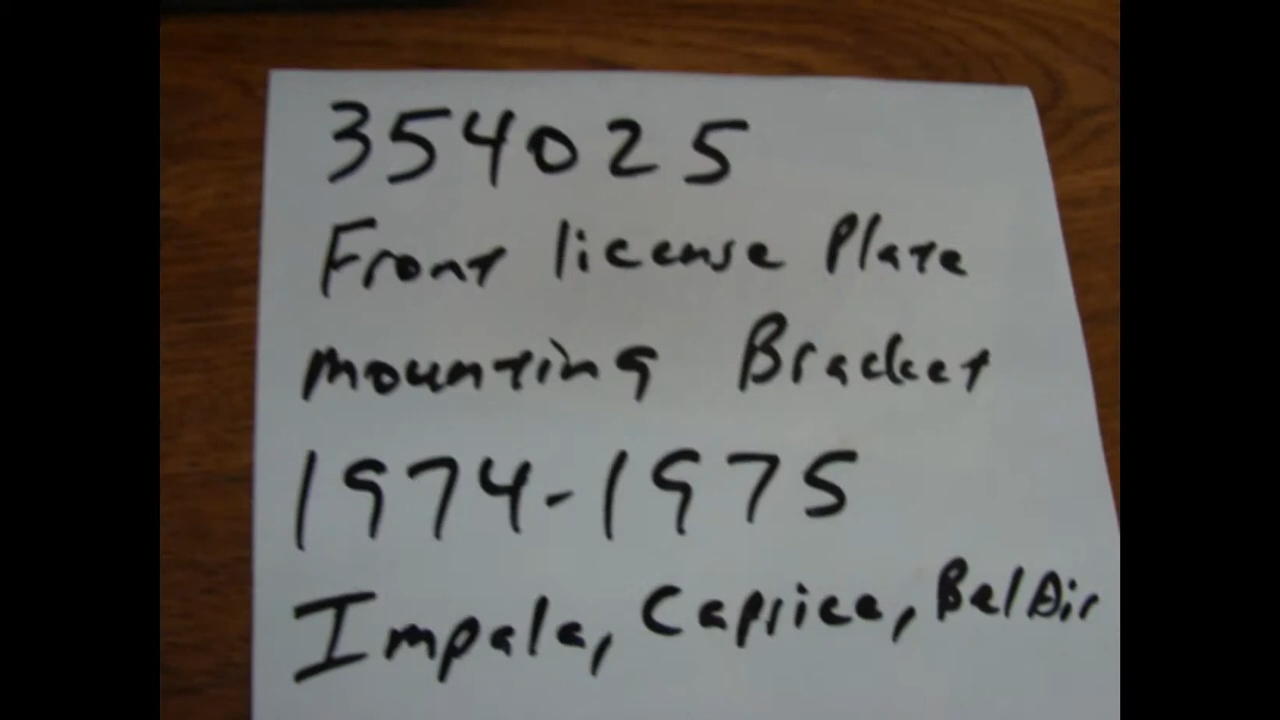 354025
Front license Plate
mounting Bracket
1974-1975
Impala, Caprice, BelAir